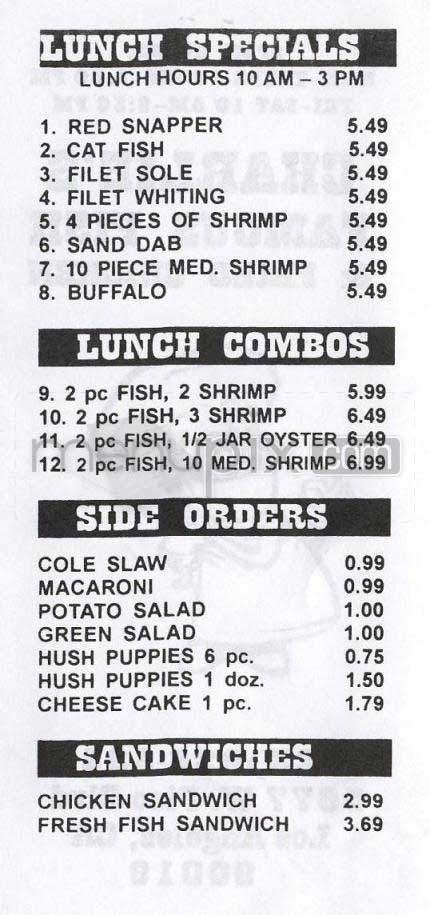 LUNCH SPECIALS
LUNCH HOURS 10 AM – 3 PM
1. RED SNAPPER 5.49
2. CAT FISH 5.49
3. FILET SOLE 5.49
4. FILET WHITING 5.49
5. 4 PIECES OF SHRIMP 5.49
6. SAND DAB 5.49
7. 10 PIECE MED. SHRIMP 5.49
8. BUFFALO 5.49
LUNCH COMBOS
9. 2 pc FISH, 2 SHRIMP 5.99
10. 2 pc FISH, 3 SHRIMP 6.49
11. 2 pc FISH, 1/2 JAR OYSTER 6.49
12. 2 pc FISH, 10 MED. SHRIMP 6.99
menupix.com
SIDE ORDERS
COLE SLAW 0.99
MACARONI 0.99
POTATO SALAD 1.00
GREEN SALAD 1.00
HUSH PUPPIES 6 pc. 0.75
HUSH PUPPIES 1 doz. 1.50
CHEESE CAKE 1 pc. 1.79
SANDWICHES
CHICKEN SANDWICH 2.99
FRESH FISH SANDWICH 3.69
Los Angeles, CA